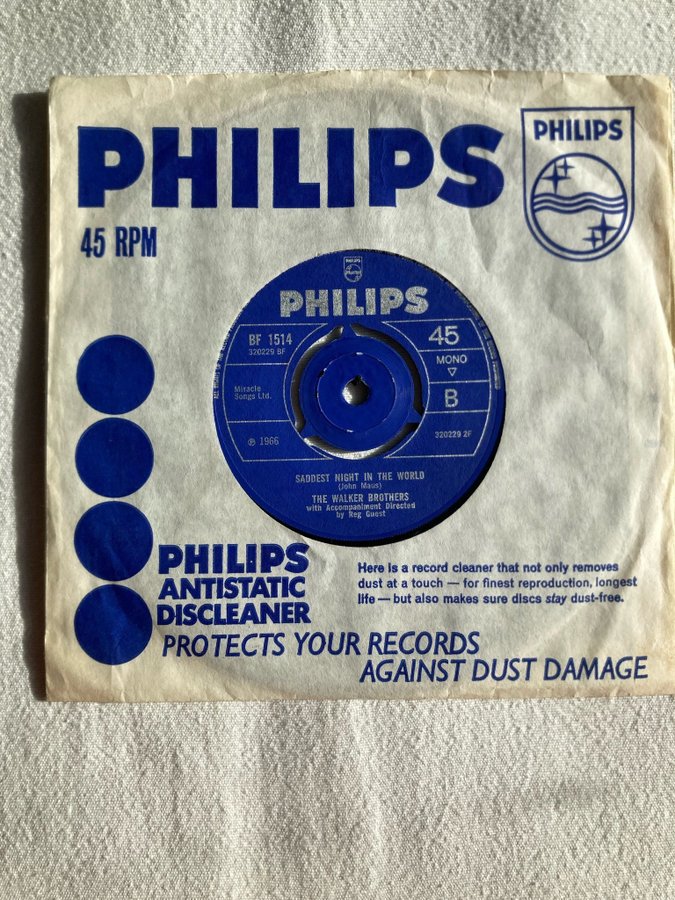 PHILIPS
PHILIPS
45 RPM
PHILIPS
BF 1514
320229 BF
45
MONO
Miracle
Songs Ltd.
B
℗ 1966
320229 2F
SADDEST NIGHT IN THE WORLD
(John Maus)
THE WALKER BROTHERS
with Accompaniment Directed
by Reg Guest
PHILIPS
ANTISTATIC
DISCLEANER
Here is a record cleaner that not only removes
dust at a touch — for finest reproduction, longest
life — but also makes sure discs stay dust-free.
PROTECTS YOUR RECORDS
AGAINST DUST DAMAGE